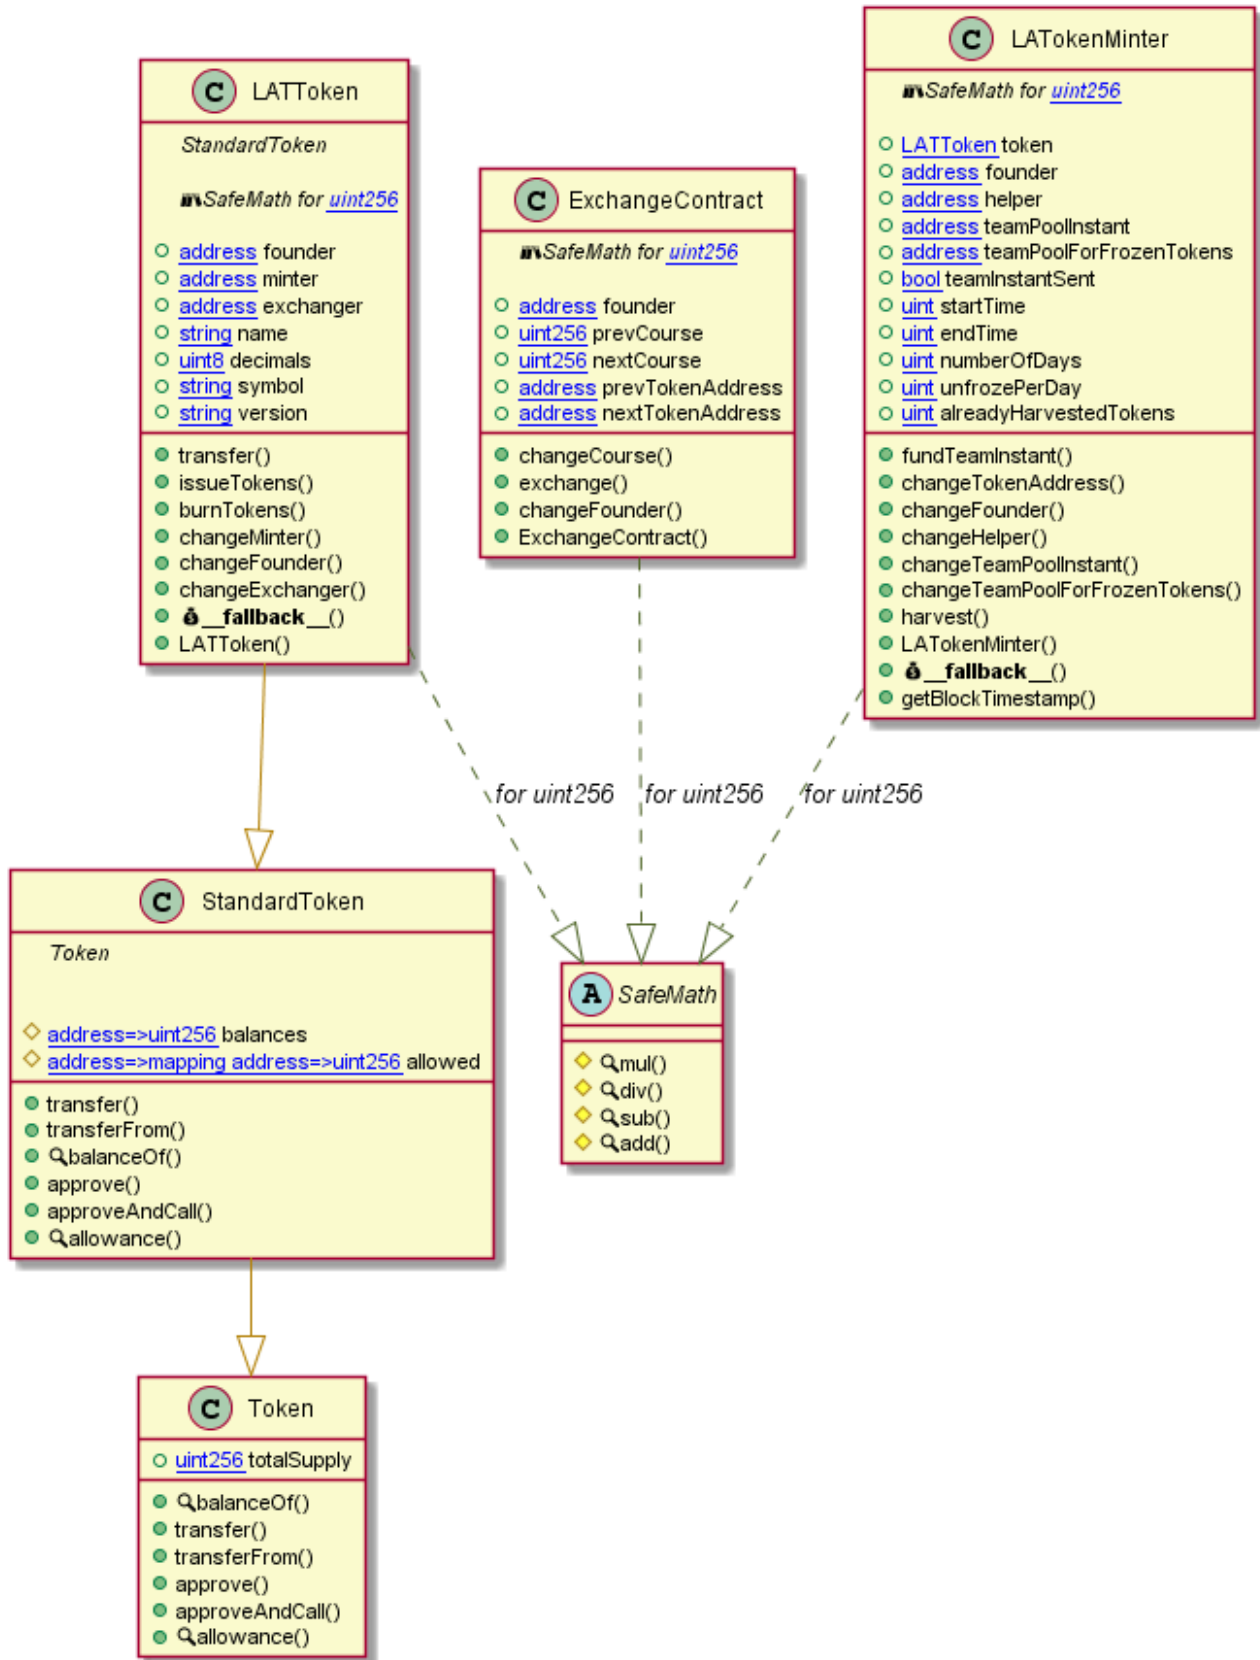 C LATToken
StandardToken
SafeMath for uint256
address founder
address minter
address exchanger
string name
uint8 decimals
string symbol
string version
transfer()
issueTokens()
burnTokens()
changeMinter()
changeFounder()
changeExchanger()
__fallback__()
LATToken()
C ExchangeContract
SafeMath for uint256
address founder
uint256 prevCourse
uint256 nextCourse
address prevTokenAddress
address nextTokenAddress
changeCourse()
exchange()
changeFounder()
ExchangeContract()
C LATokenMinter
SafeMath for uint256
LATToken token
address founder
address helper
address teamPoolInstant
address teamPoolForFrozenTokens
bool teamInstantSent
uint startTime
uint endTime
uint numberOfDays
uint unfrozePerDay
uint alreadyHarvestedTokens
fundTeamInstant()
changeTokenAddress()
changeFounder()
changeHelper()
changeTeamPoolInstant()
changeTeamPoolForFrozenTokens()
harvest()
LATokenMinter()
__fallback__()
getBlockTimestamp()
for uint256
for uint256
for uint256
C StandardToken
Token
address=>uint256 balances
address=>mapping address=>uint256 allowed
transfer()
transferFrom()
balanceOf()
approve()
approveAndCall()
allowance()
A SafeMath
mul()
div()
sub()
add()
C Token
uint256 totalSupply
balanceOf()
transfer()
transferFrom()
approve()
approveAndCall()
allowance()